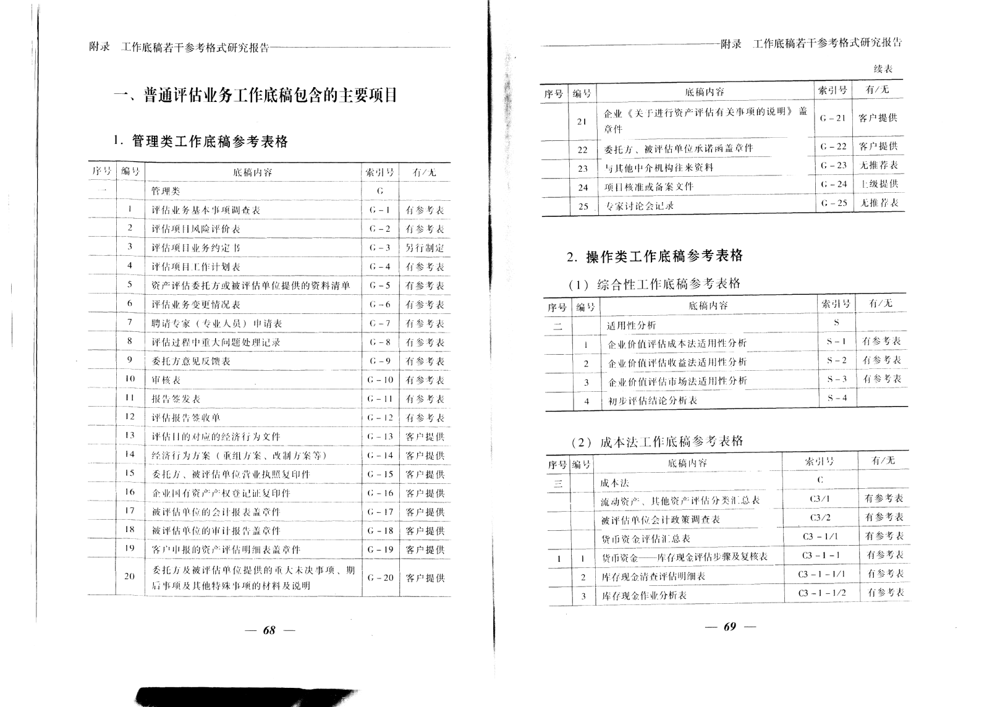 附录　工作底稿若干参考格式研究报告
一、普通评估业务工作底稿包含的主要项目
1. 管理类工作底稿参考表格
序号 编号 底稿内容 索引号 有/无
一 管理类 G
1 评估业务基本事项调查表 G－1 有参考表
2 评估项目风险评价表 G－2 有参考表
3 评估项目业务约定书 G－3 另行制定
4 评估项目工作计划表 G－4 有参考表
5 资产评估委托方或被评估单位提供的资料清单 G－5 有参考表
6 评估业务变更情况表 G－6 有参考表
7 聘请专家（专业人员）申请表 G－7 有参考表
8 评估过程中重大问题处理记录 G－8 有参考表
9 委托方意见反馈表 G－9 有参考表
10 审核表 G－10 有参考表
11 报告签发表 G－11 有参考表
12 评估报告签收单 G－12 有参考表
13 评估目的对应的经济行为文件 G－13 客户提供
14 经济行为方案（重组方案、改制方案等） G－14 客户提供
15 委托方、被评估单位营业执照复印件 G－15 客户提供
16 企业国有资产产权登记证复印件 G－16 客户提供
17 被评估单位的会计报表盖章件 G－17 客户提供
18 被评估单位的审计报告盖章件 G－18 客户提供
19 客户申报的资产评估明细表盖章件 G－19 客户提供
20 委托方及被评估单位提供的重大未决事项、期
后事项及其他特殊事项的材料及说明 G－20 客户提供
— 68 —
附录　工作底稿若干参考格式研究报告
续表
序号 编号 底稿内容 索引号 有/无
21 企业《关于进行资产评估有关事项的说明》盖
章件 G－21 客户提供
22 委托方、被评估单位承诺函盖章件 G－22 客户提供
23 与其他中介机构往来资料 G－23 无推荐表
24 项目核准或备案文件 G－24 上级提供
25 专家讨论会记录 G－25 无推荐表
2. 操作类工作底稿参考表格
（1）综合性工作底稿参考表格
序号 编号 底稿内容 索引号 有/无
二 适用性分析 S
1 企业价值评估成本法适用性分析 S－1 有参考表
2 企业价值评估收益法适用性分析 S－2 有参考表
3 企业价值评估市场法适用性分析 S－3 有参考表
4 初步评估结论分析表 S－4
（2）成本法工作底稿参考表格
序号 编号 底稿内容 索引号 有/无
三 成本法 C
流动资产、其他资产评估分类汇总表 C3/1 有参考表
被评估单位会计政策调查表 C3/2 有参考表
货币资金评估汇总表 C3－1/1 有参考表
1 1 货币资金——库存现金评估步骤及复核表 C3－1－1 有参考表
2 库存现金清查评估明细表 C3－1－1/1 有参考表
3 库存现金作业分析表 C3－1－1/2 有参考表
— 69 —